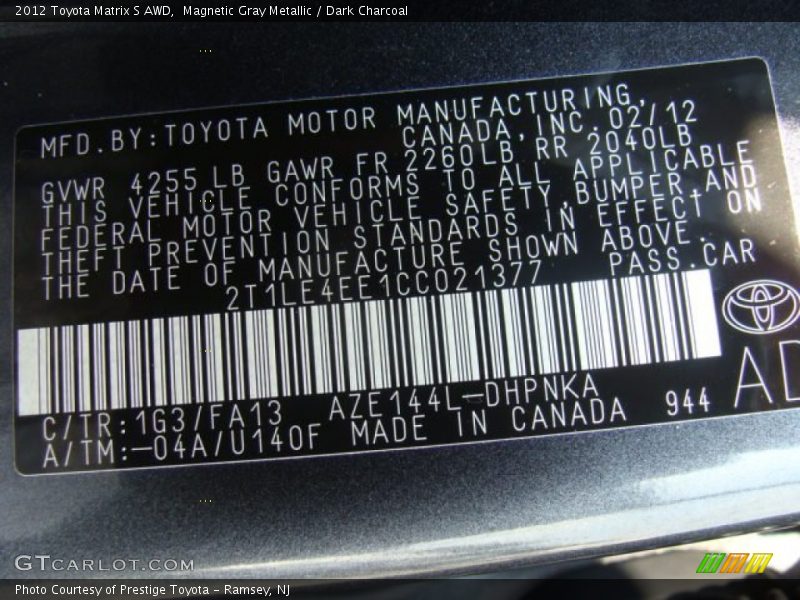 2012 Toyota Matrix S AWD,  Magnetic Gray Metallic / Dark Charcoal
MFD.BY:TOYOTA MOTOR MANUFACTURING,
CANADA,INC.02/12
GVWR 4255 LB GAWR FR 2260LB RR 2040LB
THIS VEHICLE CONFORMS TO ALL APPLICABLE
FEDERAL MOTOR VEHICLE SAFETY,BUMPER,AND
THEFT PREVENTION STANDARDS IN EFFECT ON
THE DATE OF MANUFACTURE SHOWN ABOVE.
2T1LE4EE1CC021377 PASS.CAR
C/TR:1G3/FA13 AZE144L-DHPNKA
A/TM:-04A/U140F MADE IN CANADA 944
AD
GTCARLOT.COM
Photo Courtesy of Prestige Toyota - Ramsey, NJ